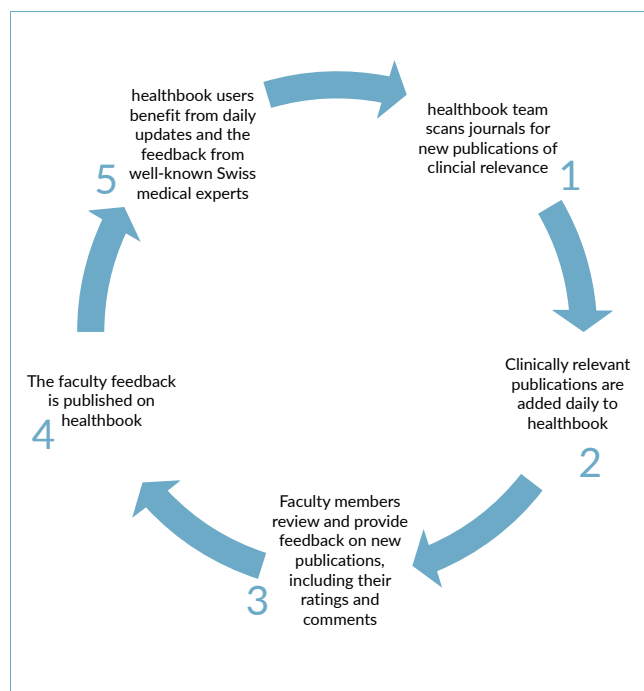 healthbook team
scans journals for
new publications of
clincial relevance
1
Clinically relevant
publications are
added daily to
healthbook
2
Faculty members
review and provide
feedback on new
publications,
including their
ratings and
comments
3
The faculty feedback
is published on
healthbook
4
healthbook users
benefit from daily
updates and the
feedback from
well-known Swiss
medical experts
5